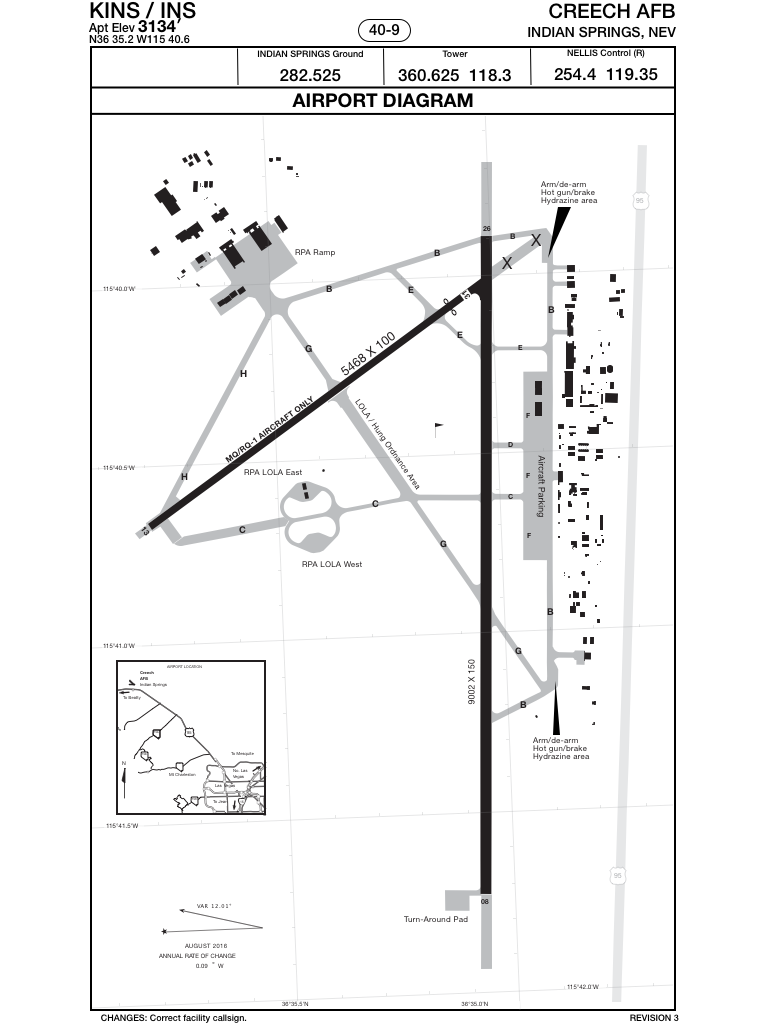 KINS / INS
Apt Elev 3134'
N36 35.2 W115 40.6
40-9
CREECH AFB
INDIAN SPRINGS, NEV
INDIAN SPRINGS Ground
282.525
Tower
360.625 118.3
NELLIS Control (R)
254.4 119.35
AIRPORT DIAGRAM
Arm/de-arm
Hot gun/brake
Hydrazine area
95
26
B
X
X
B
RPA Ramp
B
E
115°40.0'W
31
B
E
G
E
5468 X 100
H
F
MQ/RQ-1 AIRCRAFT ONLY
LOLA / Hung Ordnance Area
D
115°40.5'W
RPA LOLA East
H
F
Aircraft Parking
C
C
13
C
F
G
RPA LOLA West
B
115°41.0'W
G
9002 X 150
B
AIRPORT LOCATION
Creech
AFB
Indian Springs
To Beatty
95
To Mesquite
N
Mt Charleston
No. Las
Vegas
Las Vegas
To Jean
Arm/de-arm
Hot gun/brake
Hydrazine area
115°41.5'W
95
08
Turn-Around Pad
VAR 12.01°
AUGUST 2016
ANNUAL RATE OF CHANGE
0.09 ° W
115°42.0'W
36°35.5'N
36°35.0'N
CHANGES: Correct facility callsign.
REVISION 3